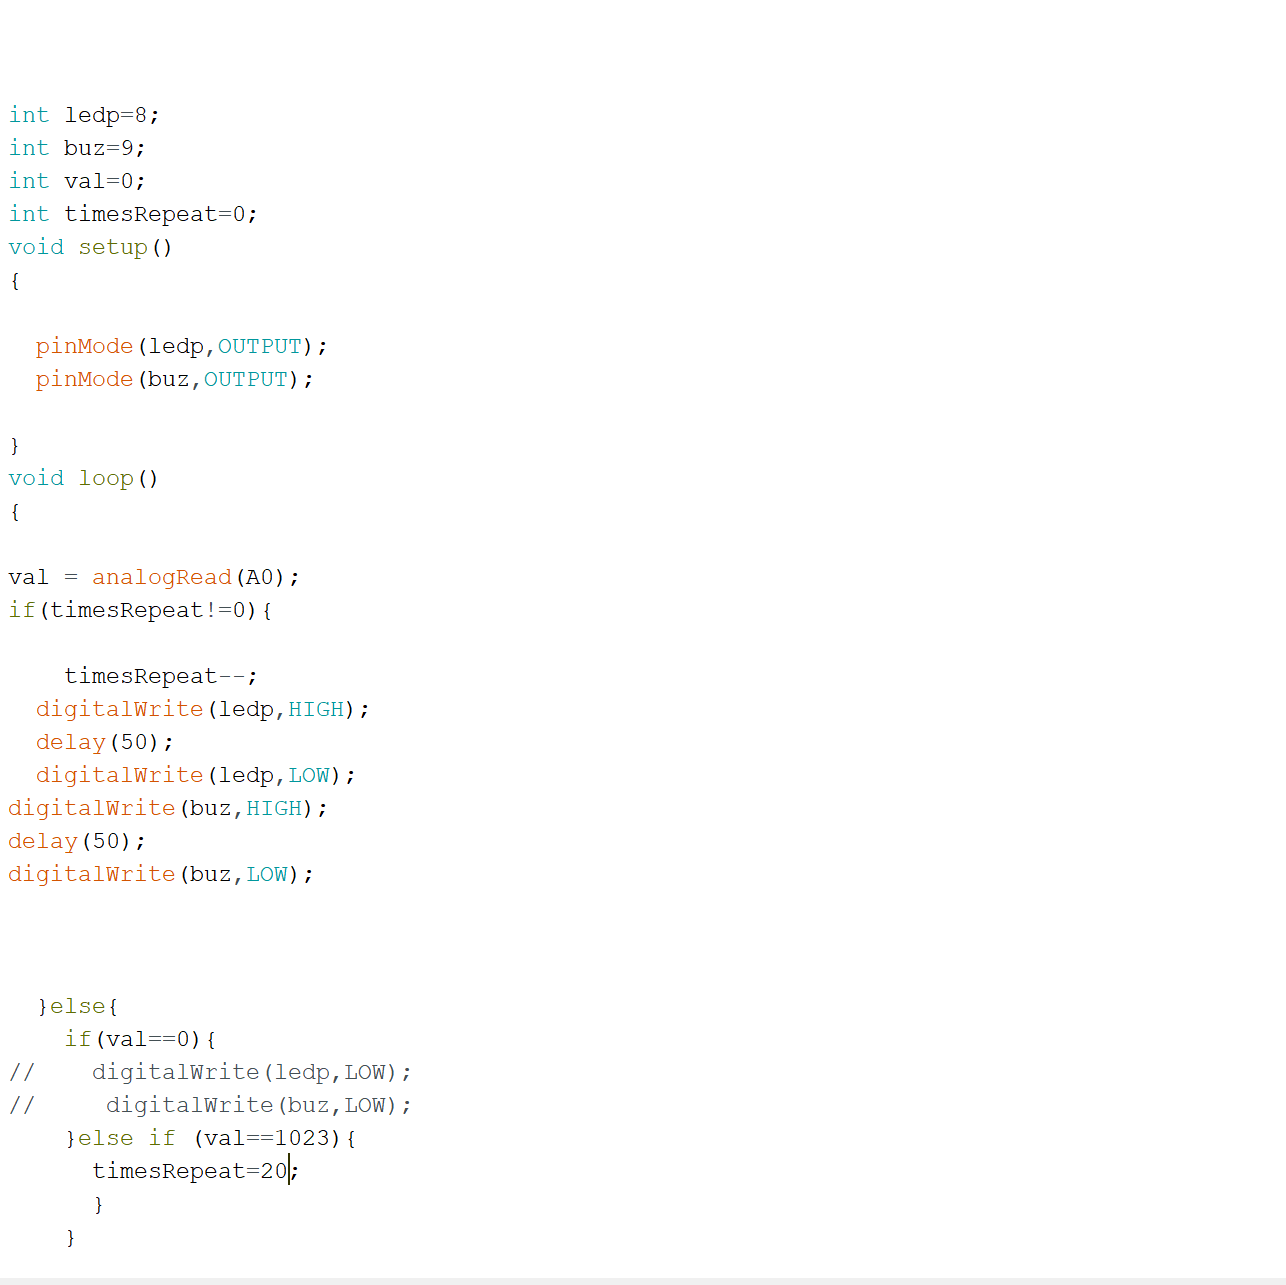 int ledp=8;
int buz=9;
int val=0;
int timesRepeat=0;
void setup()
{
pinMode(ledp,OUTPUT);
pinMode(buz,OUTPUT);
}
void loop()
{
val = analogRead(A0);
if(timesRepeat!=0){
timesRepeat--;
digitalWrite(ledp,HIGH);
delay(50);
digitalWrite(ledp,LOW);
digitalWrite(buz,HIGH);
delay(50);
digitalWrite(buz,LOW);
}else{
if(val==0){
// digitalWrite(ledp,LOW);
// digitalWrite(buz,LOW);
}else if (val==1023){
timesRepeat=20;
}
}